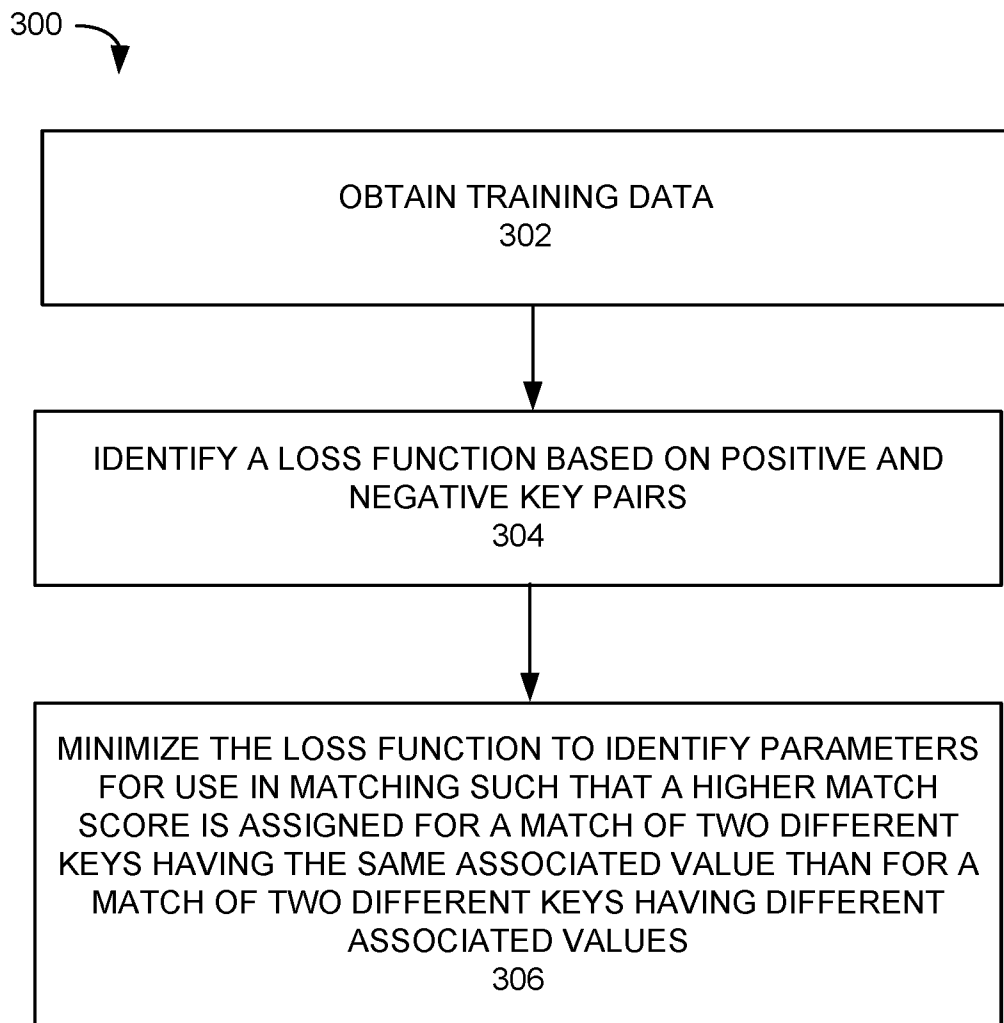 300
OBTAIN TRAINING DATA
302
IDENTIFY A LOSS FUNCTION BASED ON POSITIVE AND
NEGATIVE KEY PAIRS
304
MINIMIZE THE LOSS FUNCTION TO IDENTIFY PARAMETERS
FOR USE IN MATCHING SUCH THAT A HIGHER MATCH
SCORE IS ASSIGNED FOR A MATCH OF TWO DIFFERENT
KEYS HAVING THE SAME ASSOCIATED VALUE THAN FOR A
MATCH OF TWO DIFFERENT KEYS HAVING DIFFERENT
ASSOCIATED VALUES
306